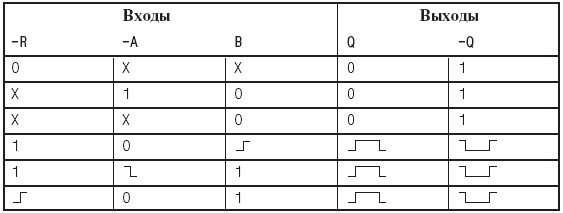 Входы Выходы
-R -A B Q -Q
0 X X 0 1
X 1 0 0 1
X X 0 0 1
1 0
1 1
0 1